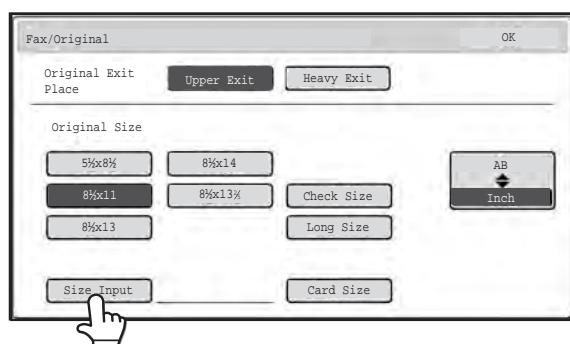 Fax/Original OK
Original Exit
Place
Upper Exit Heavy Exit
Original Size
5½x8½ 8½x14
8½x11 8½x13⅖ Check Size
8½x13 Long Size
Size Input Card Size
AB
Inch